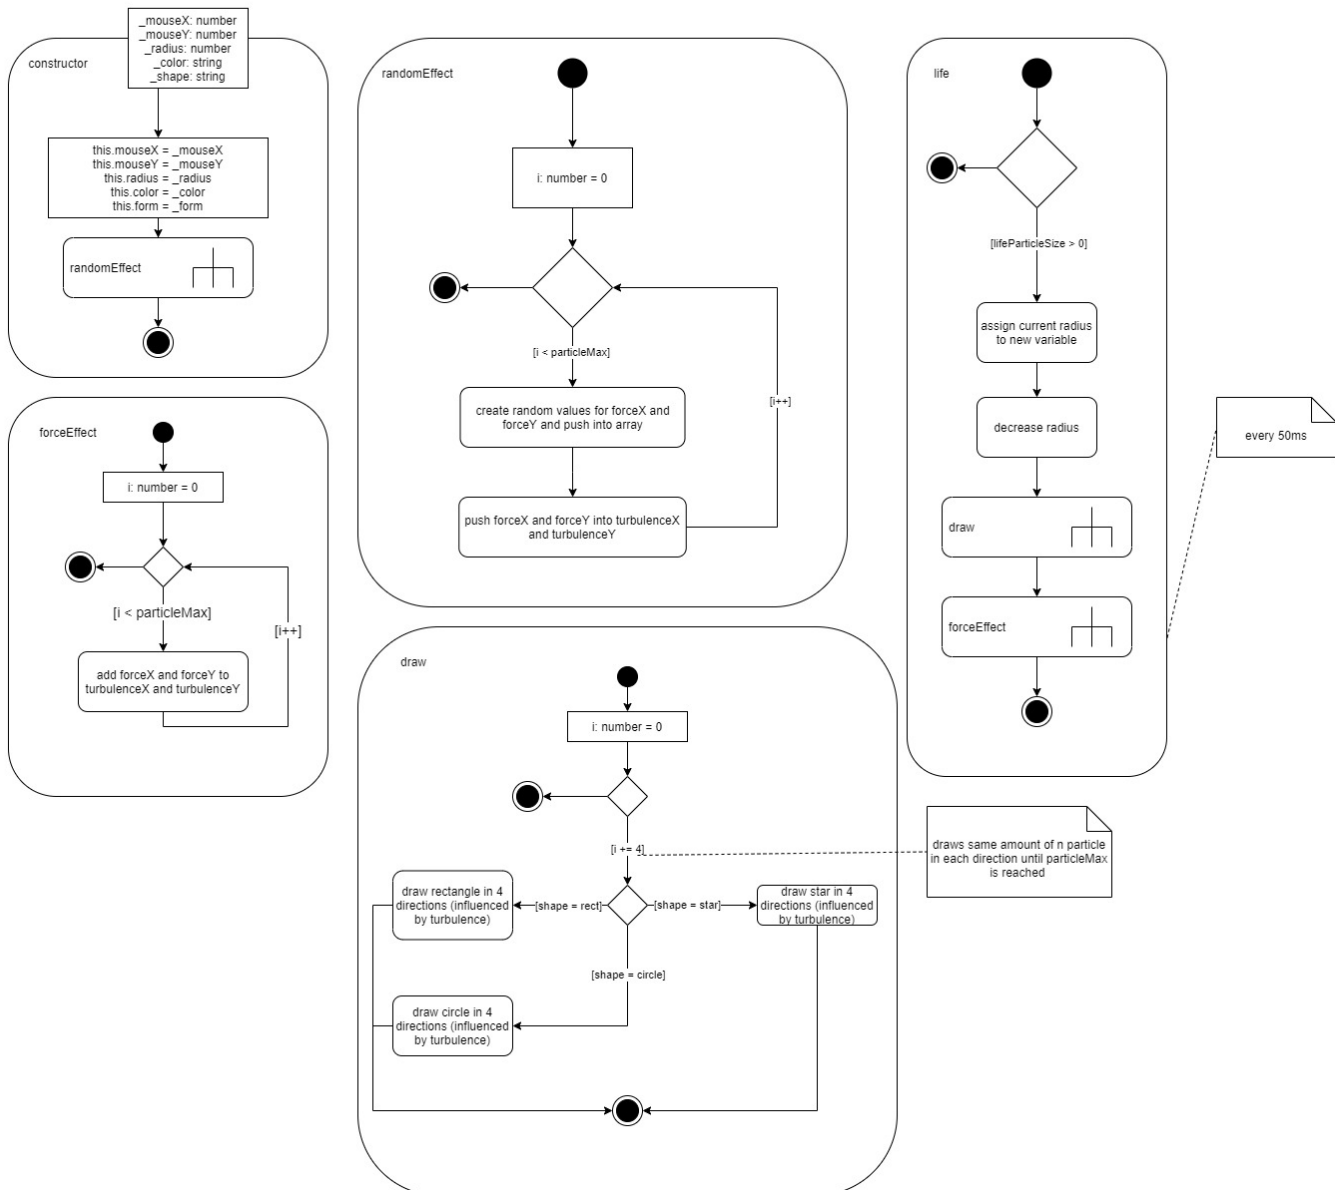 constructor
_mouseX: number
_mouseY: number
_radius: number
_color: string
_shape: string
this.mouseX = _mouseX
this.mouseY = _mouseY
this.radius = _radius
this.color = _color
this.form = _form
randomEffect
forceEffect
i: number = 0
[i < particleMax]
[i++]
add forceX and forceY to
turbulenceX and turbulenceY
randomEffect
i: number = 0
[i < particleMax]
[i++]
create random values for forceX and
forceY and push into array
push forceX and forceY into turbulenceX
and turbulenceY
draw
i: number = 0
[i += 4]
draw rectangle in 4
directions (influenced
by turbulence)
[shape = rect]
[shape = star]
draw star in 4
directions (influenced
by turbulence)
[shape = circle]
draw circle in 4
directions (influenced
by turbulence)
life
[lifeParticleSize > 0]
assign current radius
to new variable
decrease radius
draw
forceEffect
every 50ms
draws same amount of n particle
in each direction until particleMax
is reached